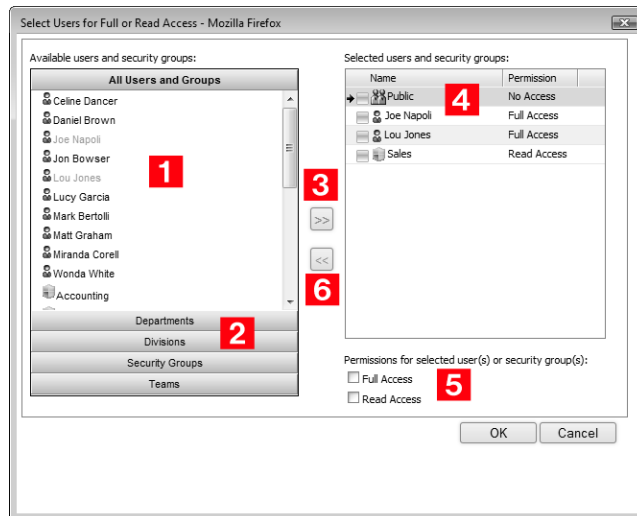 Select Users for Full or Read Access - Mozilla Firefox
Available users and security groups:
All Users and Groups
Celine Dancer
Daniel Brown
Joe Napoli
Jon Bowser
Lou Jones
Lucy Garcia
Mark Bertolli
Matt Graham
Miranda Corell
Wonda White
Accounting
1
Departments
Divisions
2
Security Groups
Teams
3
>>
<<
6
Selected users and security groups:
Name Permission
Public No Access
Joe Napoli Full Access
Lou Jones Full Access
Sales Read Access
4
Permissions for selected user(s) or security group(s):
Full Access
Read Access
5
OK Cancel